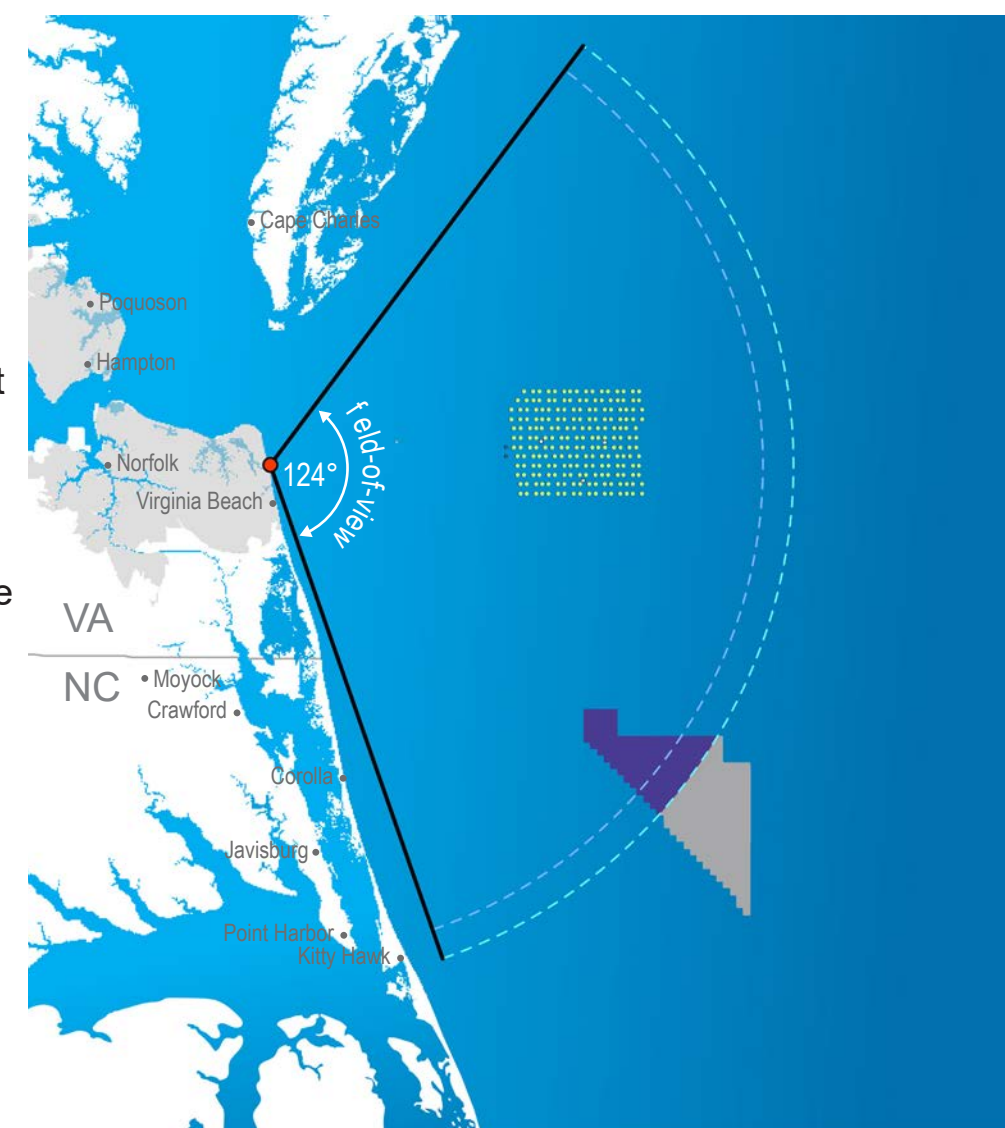 Cape Charles
Poquoson
Hampton
t
field-of-view
124°
Norfolk
Virginia Beach
e
VA
NC
Moyock
Crawford
Corolla
Javisburg
Point Harbor
Kitty Hawk